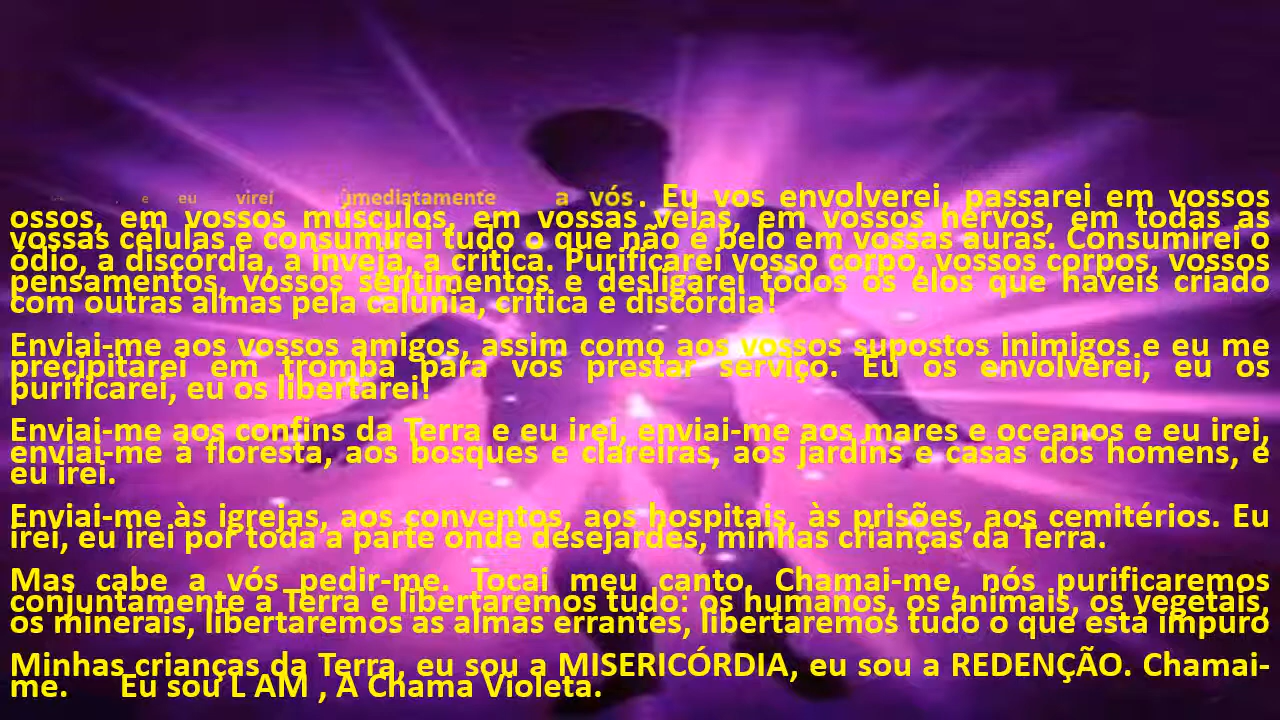 e eu virei imediatamente a vós. Eu vos envolverei, passarei em vossos
ossos, em vossos músculos, em vossas veias, em vossos nervos, em todas as
vossas células e consumirei tudo o que não é belo em vossas auras. Consumirei o
ódio, a discórdia, a inveja, a crítica. Purificarei vosso corpo, vossos corpos, vossos
pensamentos, vossos sentimentos e desligarei todos os elos que haveis criado
com outras almas pela calúnia, crítica e discórdia!
Enviai-me aos vossos amigos, assim como aos vossos supostos inimigos e eu me
precipitarei em tromba para vos prestar serviço. Eu os envolverei, eu os
purificarei, eu os libertarei!
Enviai-me aos confins da Terra e eu irei, enviai-me aos mares e oceanos e eu irei,
enviai-me à floresta, aos bosques e clareiras, aos jardins e casas dos homens, e
eu irei.
Enviai-me às igrejas, aos conventos, aos hospitais, às prisões, aos cemitérios. Eu
irei, eu irei por toda a parte onde desejardes, minhas crianças da Terra.
Mas cabe a vós pedir-me. Tocai meu canto, Chamai-me, nós purificaremos
conjuntamente a Terra e libertaremos tudo: os humanos, os animais, os vegetais,
os minerais, libertaremos as almas errantes, libertaremos tudo o que está impuro
Minhas crianças da Terra, eu sou a MISERICÓRDIA, eu sou a REDENÇÃO. Chamai-
me. Eu sou L AM , A Chama Violeta.